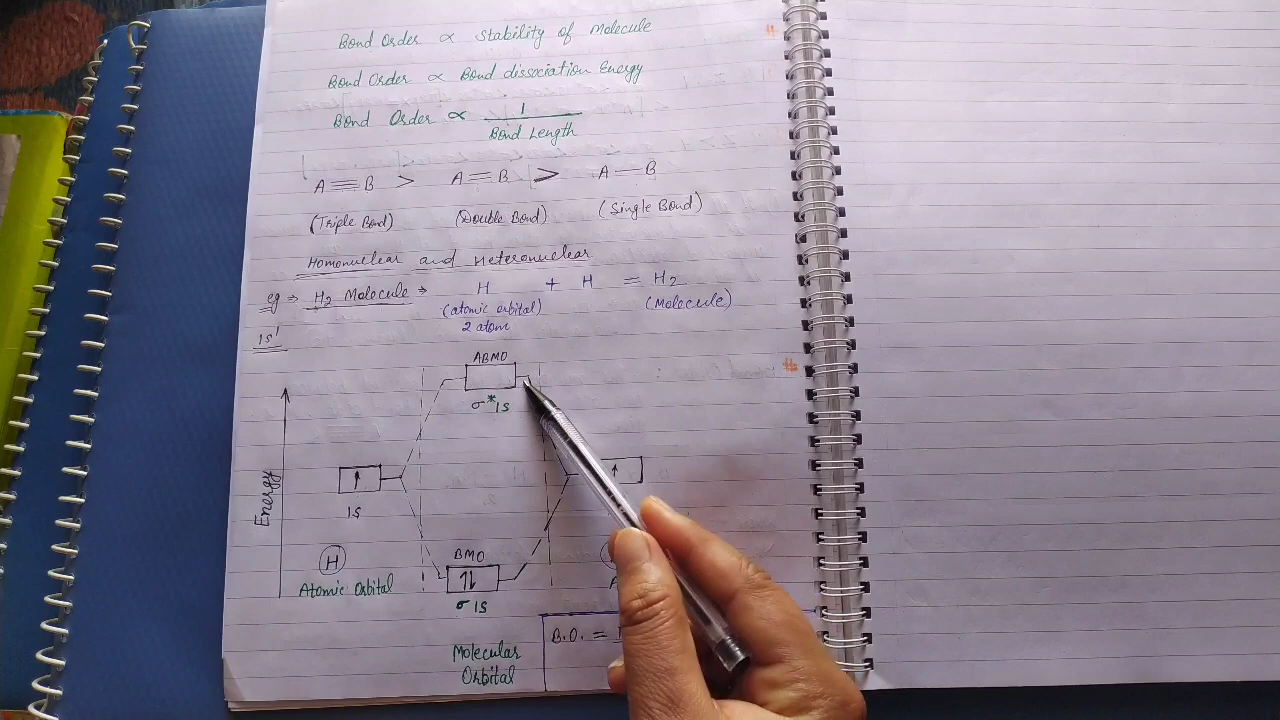 Bond Order ∝ Stability of Molecule
Bond Order ∝ Bond dissociation Energy
Bond Order ∝ 1
Bond Length
A≡B > A=B > A—B
(Triple Bond) (Double Bond) (Single Bond)
Homonuclear and Heteronuclear
eg ⇒ H2 Molecule ⇒ H + H = H2
(atomic orbital) (Molecule)
2 atom
1s¹
ABMO
σ*1s
Energy
↑ ↑
1s
H
BMO
Atomic Orbital
↑↓
σ 1s
B.O. =
Molecular
Orbital